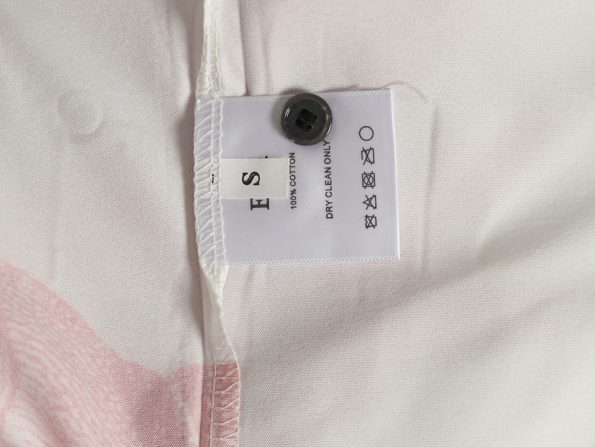 S
E
100% COTTON
DRY CLEAN ONLY